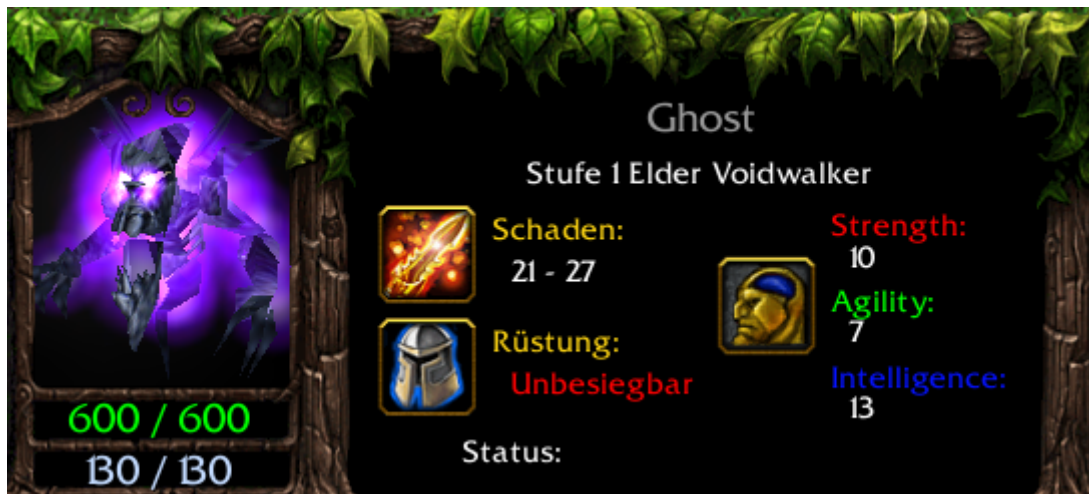 Ghost
Stufe 1 Elder Voidwalker
Schaden:
21 - 27
Rüstung:
Unbesiegbar
Strength:
10
Agility:
7
Intelligence:
13
Status:
600 / 600
130 / 130